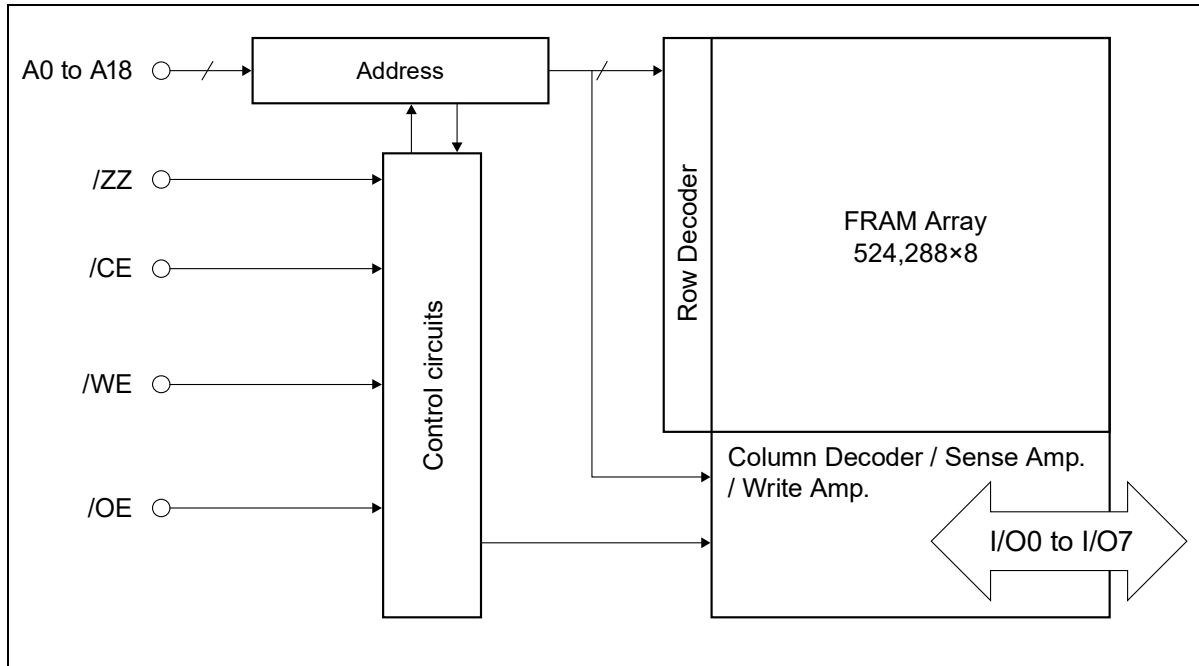 A0 to A18
Address
/ZZ
/CE
/WE
/OE
Control circuits
Row Decoder
FRAM Array
524,288×8
Column Decoder / Sense Amp.
/ Write Amp.
I/O0 to I/O7